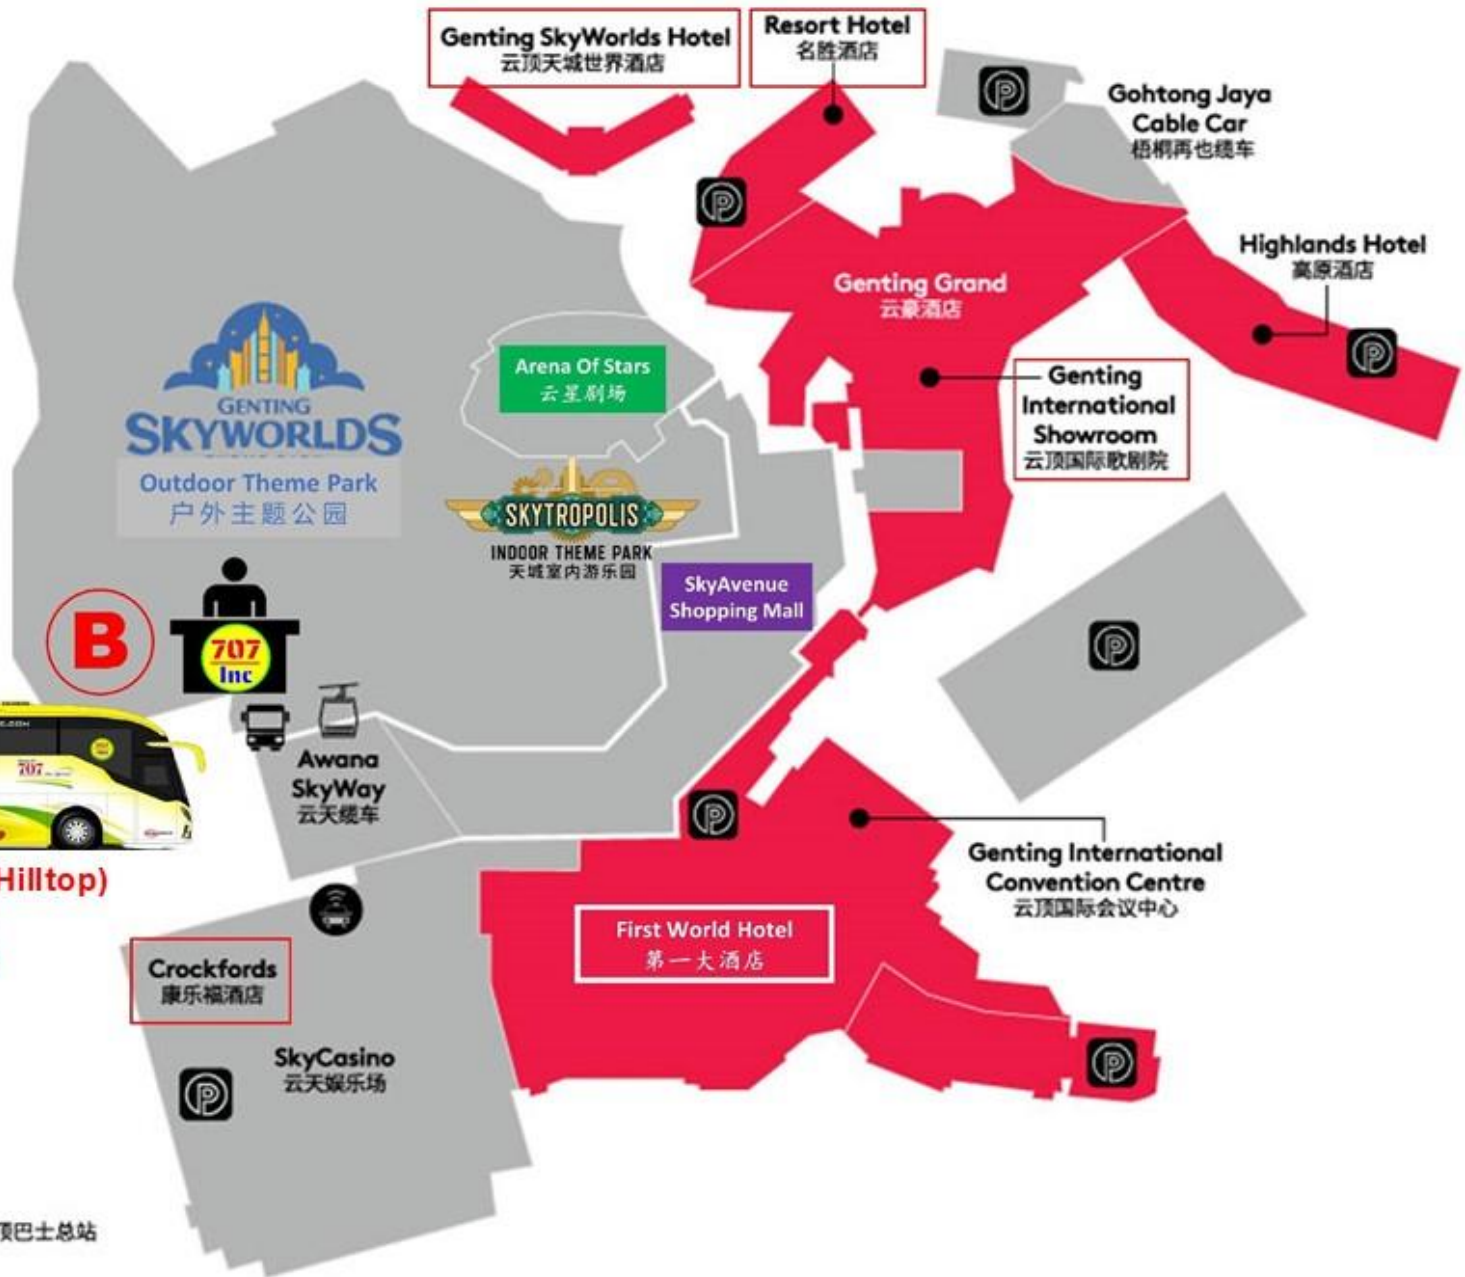 Genting SkyWorlds Hotel
云顶天城世界酒店
Resort Hotel
名胜酒店
Gohtong Jaya
Cable Car
梧桐再也缆车
Highlands Hotel
高原酒店
Genting Grand
云豪酒店
GENTING
SKYWORLDS
Outdoor Theme Park
户外主题公园
Arena Of Stars
云星剧场
Genting
International
Showroom
云顶国际歌剧院
SKYTROPOLIS
INDOOR THEME PARK
天城室内游乐园
SkyAvenue
Shopping Mall
B
707
Inc
707
Awana
SkyWay
云天缆车
Hilltop)
Genting International
Convention Centre
云顶国际会议中心
First World Hotel
第一大酒店
Crockfords
康乐福酒店
SkyCasino
云天娱乐场
顶巴士总站
P
P
P
P
P
P
P